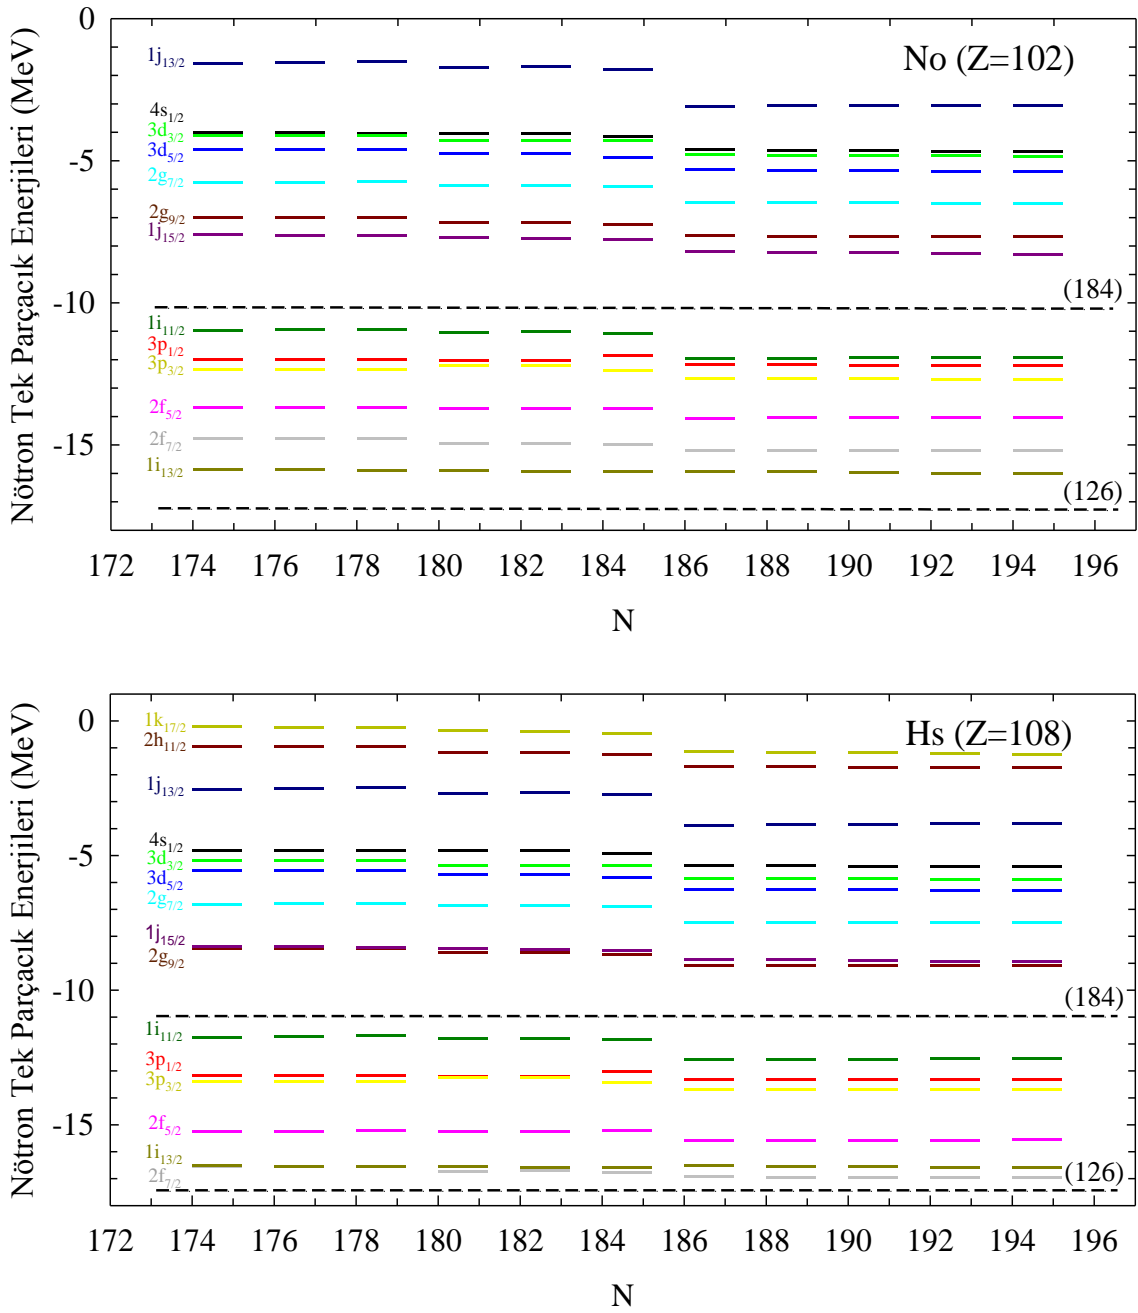 Nötron Tek Parçacık Enerjileri (MeV)
No (Z=102)
0
-5
-10
-15
1j13/2
4s1/2
3d3/2
3d5/2
2g7/2
2g9/2
1j15/2
(184)
1i11/2
3p1/2
3p3/2
2f5/2
2f7/2
1i13/2
(126)
172 174 176 178 180 182 184 186 188 190 192 194 196
N
Nötron Tek Parçacık Enerjileri (MeV)
Hs (Z=108)
0
-5
-10
-15
1k17/2
2h11/2
1j13/2
4s1/2
3d3/2
3d5/2
2g7/2
1j15/2
2g9/2
(184)
1i11/2
3p1/2
3p3/2
2f5/2
1i13/2
2f7/2
(126)
172 174 176 178 180 182 184 186 188 190 192 194 196
N